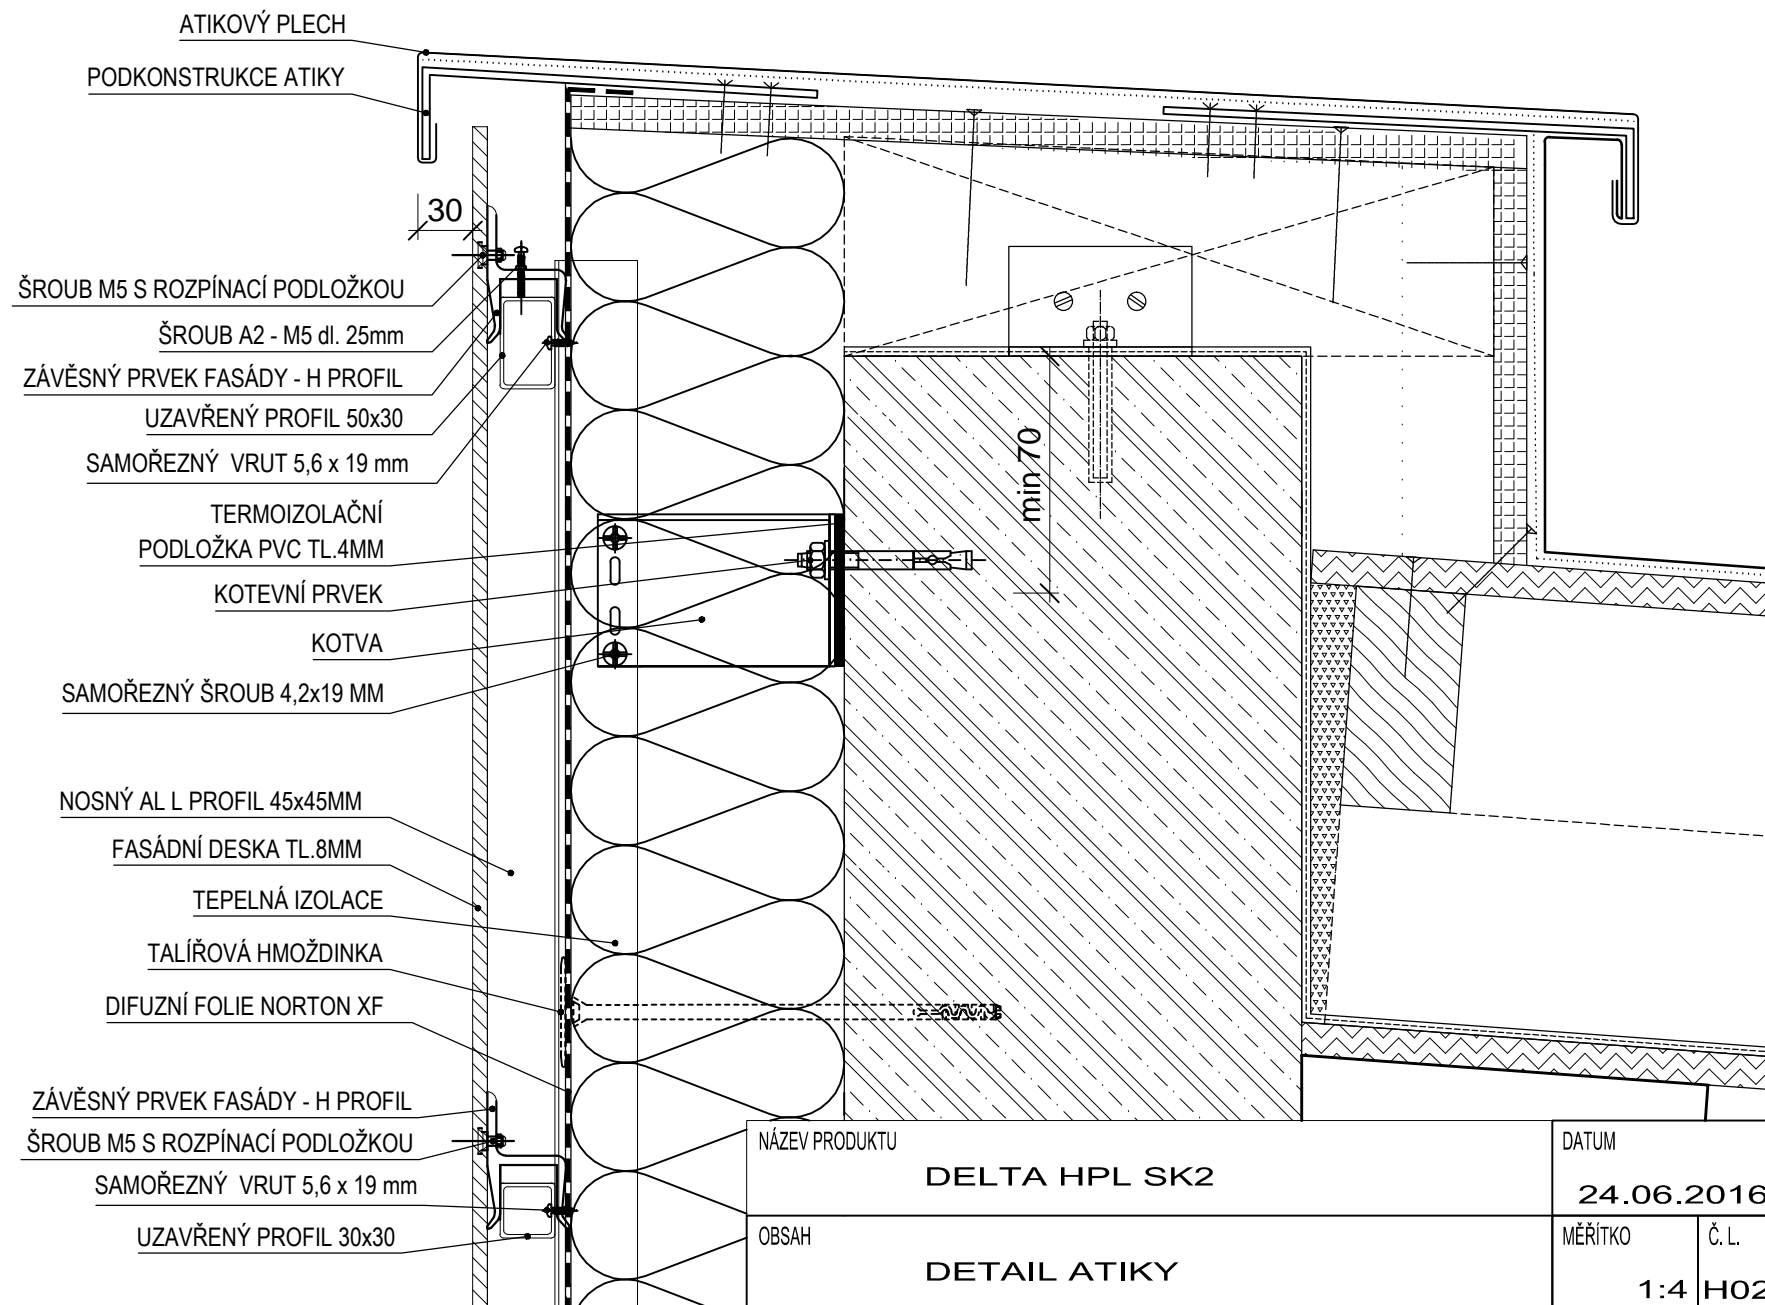 ATIKOVÝ PLECH
PODKONSTRUKCE ATIKY
30
ŠROUB M5 S ROZPÍNACÍ PODLOŽKOU
ŠROUB A2 - M5 dl. 25mm
ZÁVĚSNÝ PRVEK FASÁDY - H PROFIL
UZAVŘENÝ PROFIL 50x30
SAMOŘEZNÝ VRUT 5,6 x 19 mm
min 70
TERMOIZOLAČNÍ
PODLOŽKA PVC TL.4MM
KOTEVNÍ PRVEK
KOTVA
SAMOŘEZNÝ ŠROUB 4,2x19 MM
NOSNÝ AL L PROFIL 45x45MM
FASÁDNÍ DESKA TL.8MM
TEPELNÁ IZOLACE
TALÍŘOVÁ HMOŽDINKA
DIFUZNÍ FOLIE NORTON XF
ZÁVĚSNÝ PRVEK FASÁDY - H PROFIL
ŠROUB M5 S ROZPÍNACÍ PODLOŽKOU
SAMOŘEZNÝ VRUT 5,6 x 19 mm
UZAVŘENÝ PROFIL 30x30
NÁZEV PRODUKTU
DELTA HPL SK2
DATUM
24.06.2016
OBSAH
DETAIL ATIKY
MĚŘÍTKO
1:4
Č. L.
H02